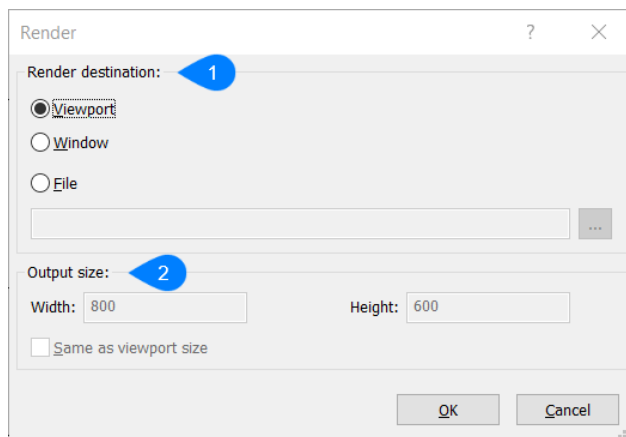 Render
?
Render destination:
1
Viewport
Window
File
...
Output size:
2
Width: 800 Height: 600
Same as viewport size
OK Cancel